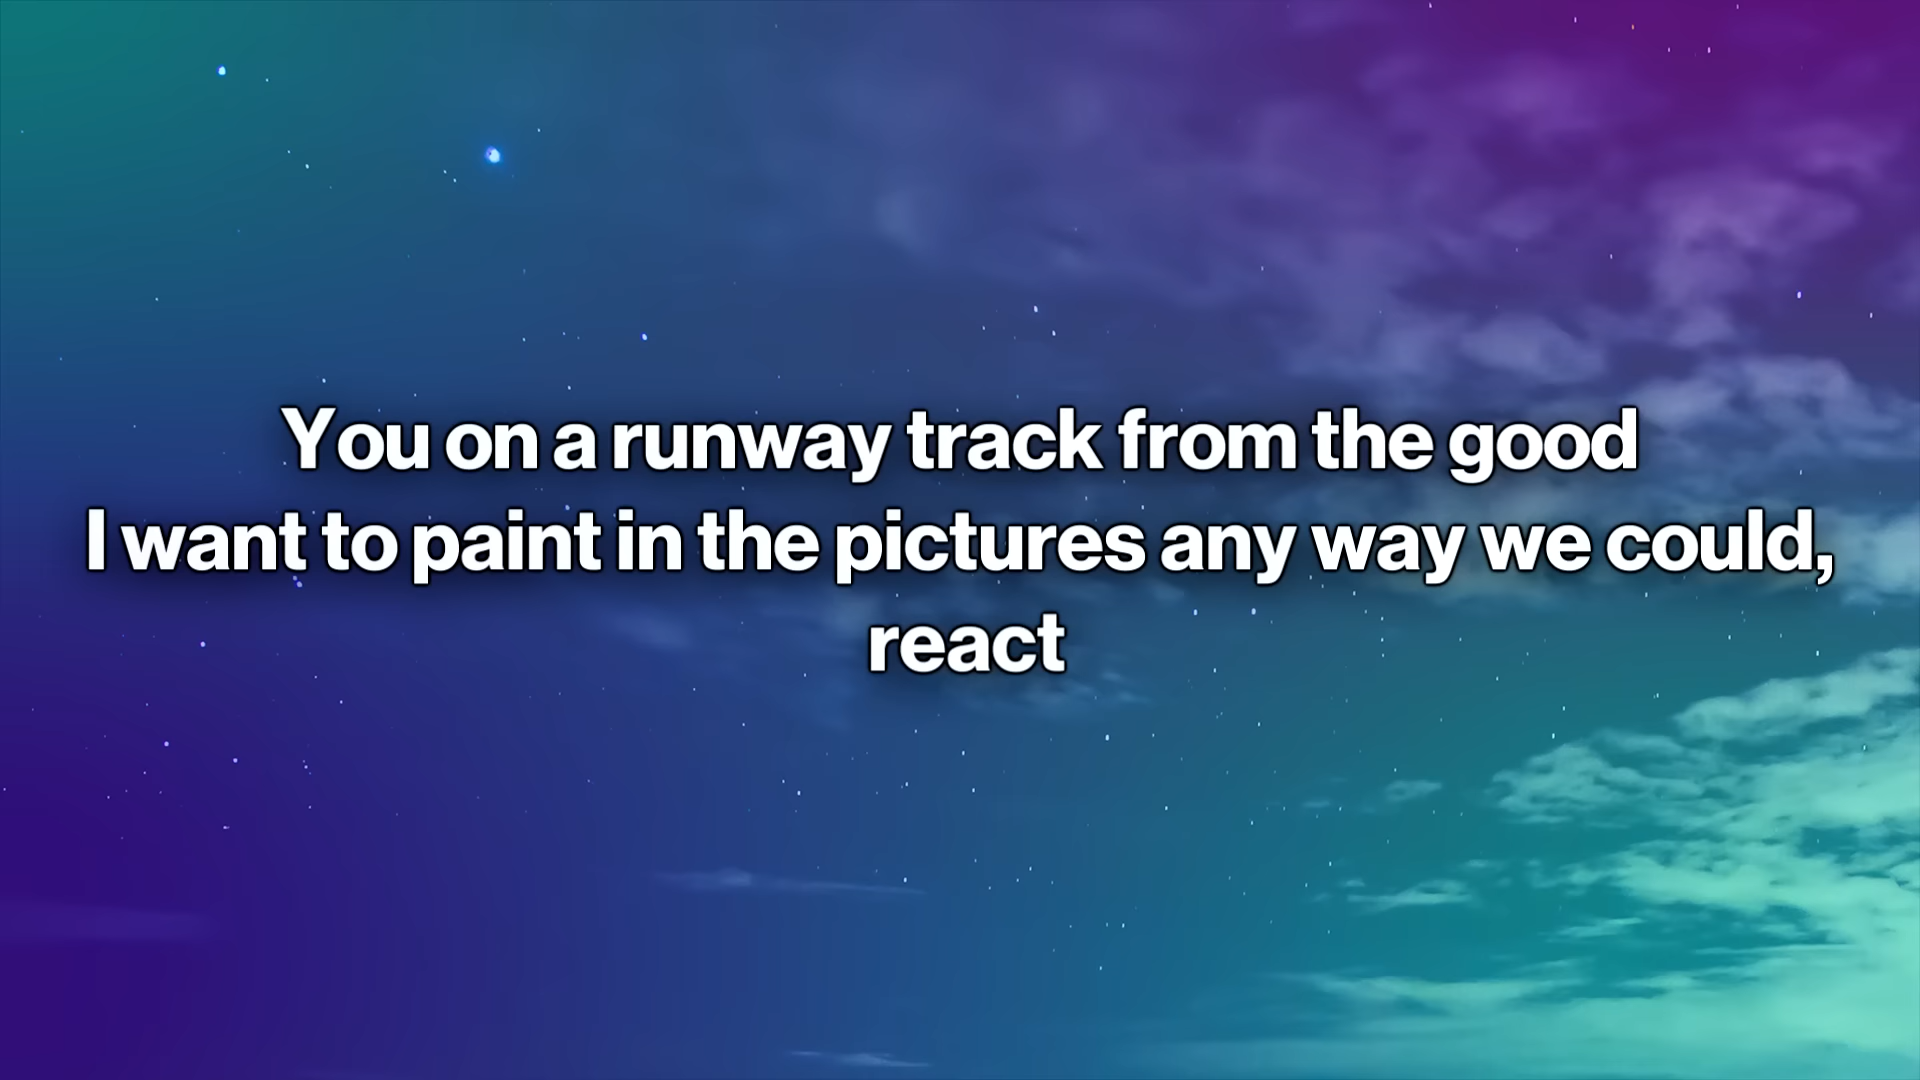 You on a runway track from the good
I want to paint in the pictures any way we could,
react